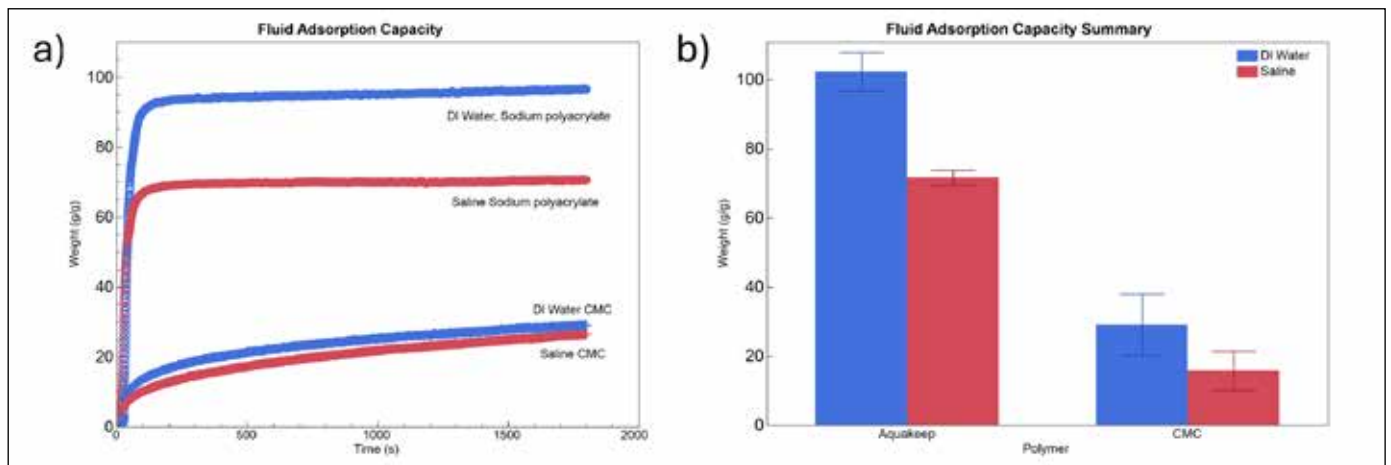 a)
Fluid Adsorption Capacity
Weight (g/g)
100
80
60
40
20
0
DI Water, Sodium polyacrylate
Saline Sodium polyacrylate
DI Water CMC
Saline CMC
0 500 1000 1500 2000
Time (s)
b)
Fluid Adsorption Capacity Summary
DI Water
Saline
Weight (g/g)
100
80
60
40
20
0
Aquakeep CMC
Polymer